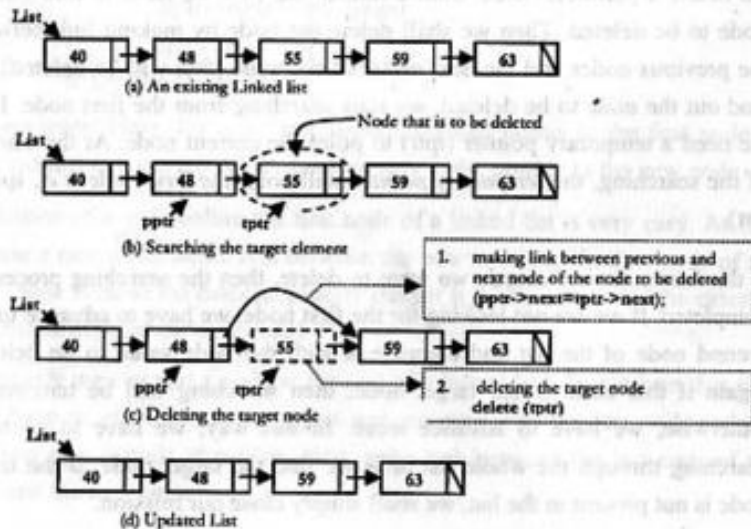 List
40 48 55 59 63
(a) An existing Linked list
Node that is to be deleted
List
40 48 55 59 63
pptr tptr
(b) Searching the target element
1. making link between previous and
next node of the node to be deleted
(pptr->next=tptr->next);
List
40 48 55 59 63
pptr tptr
2. deleting the target node
delete (tptr)
(c) Deleting the target node
List
40 48 59 63
(d) Updated List